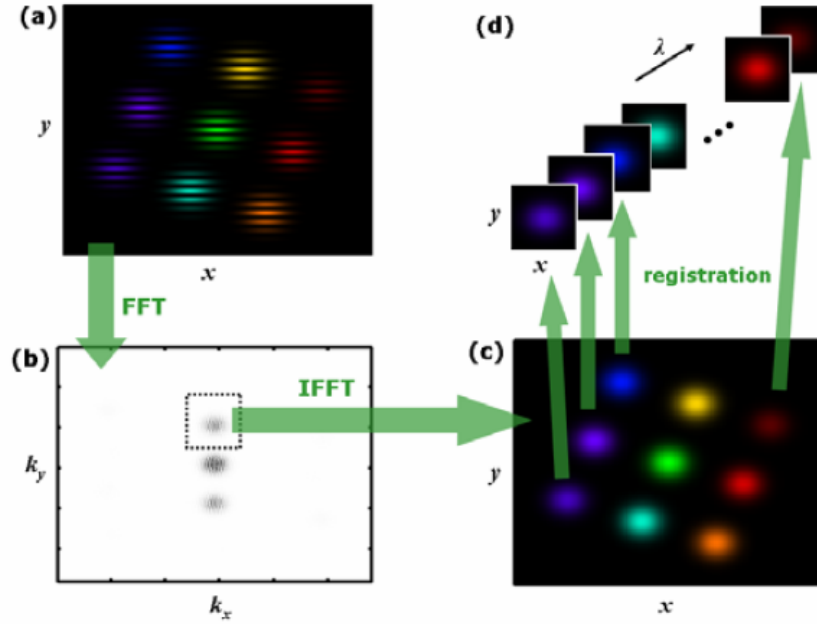 (a)
y
x
FFT
(b)
IFFT
k_y
k_x
(c)
y
x
(d)
λ
y
x
registration